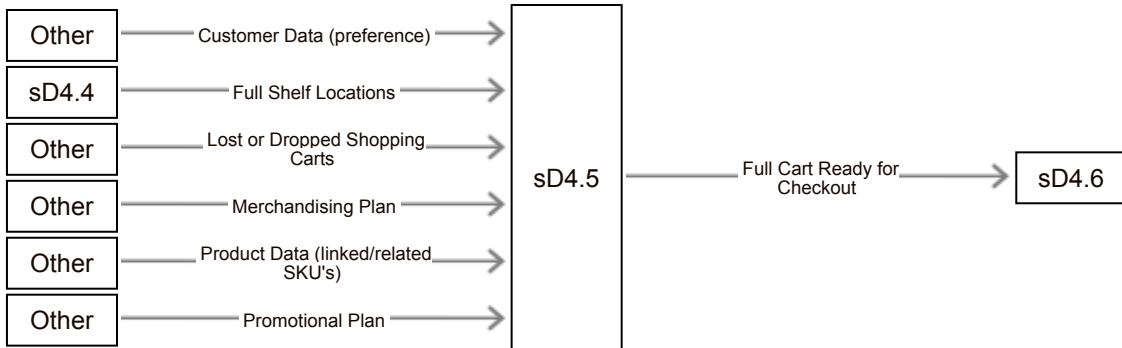 Other
Customer Data (preference)
sD4.4
Full Shelf Locations
Other
Lost or Dropped Shopping
Carts
Other
Merchandising Plan
Other
Product Data (linked/related
SKU's)
Other
Promotional Plan
sD4.5
Full Cart Ready for
Checkout
sD4.6